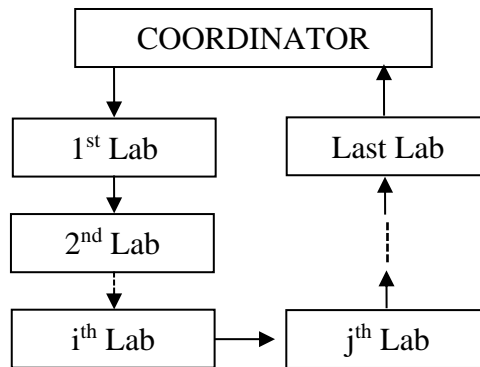 COORDINATOR
1st Lab
Last Lab
2nd Lab
ith Lab
jth Lab